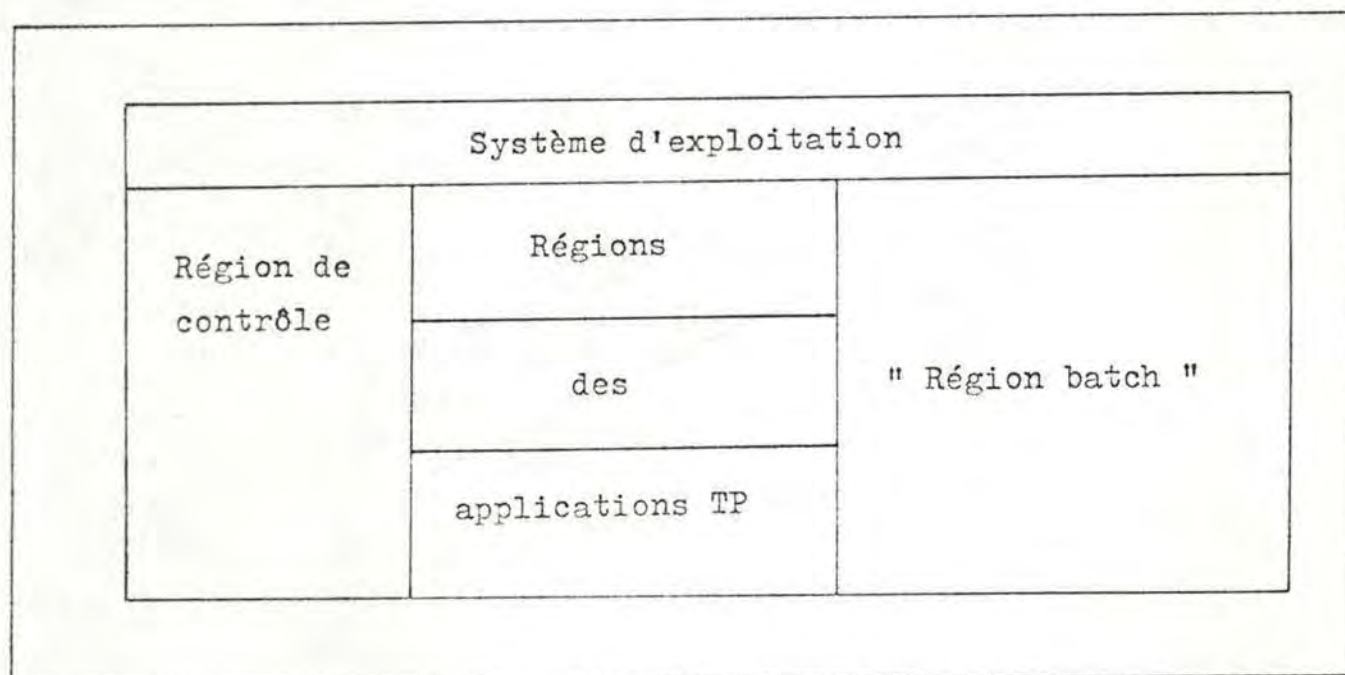 Système d'exploitation
Région de
contrôle
Régions
des
applications TP
" Région batch "